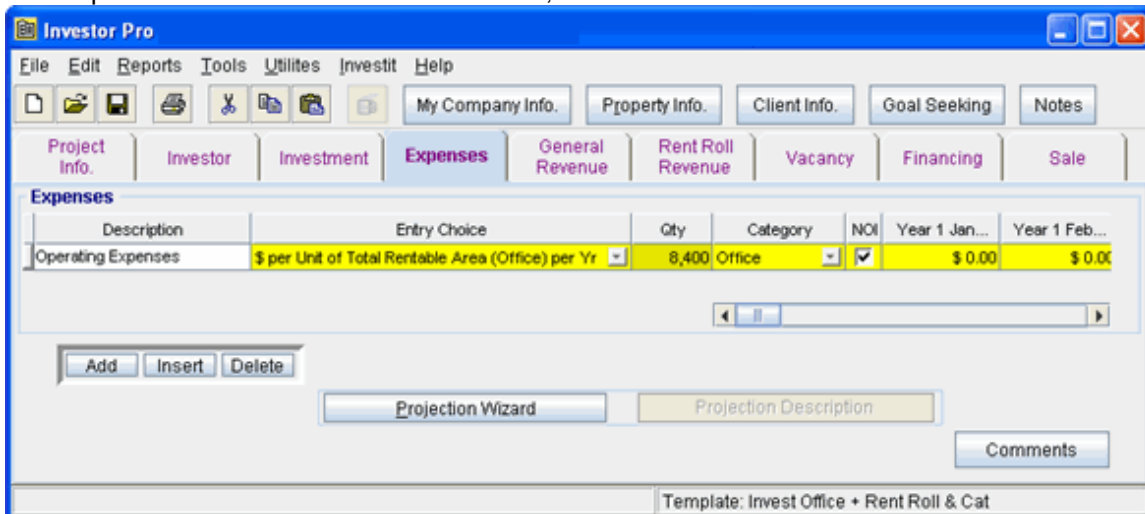 Investor Pro
File Edit Reports Tools Utilites Investit Help
My Company Info. Property Info. Client Info. Goal Seeking Notes
Project Info. Investor Investment Expenses General Revenue Rent Roll Revenue Vacancy Financing Sale
Expenses
Description Entry Choice Qty Category NOI Year 1 Jan... Year 1 Feb...
Operating Expenses $ per Unit of Total Rentable Area (Office) per Yr 8,400 Office $ 0.00 $ 0.00
Add Insert Delete
Projection Wizard Projection Description
Comments
Template: Invest Office + Rent Roll & Cat